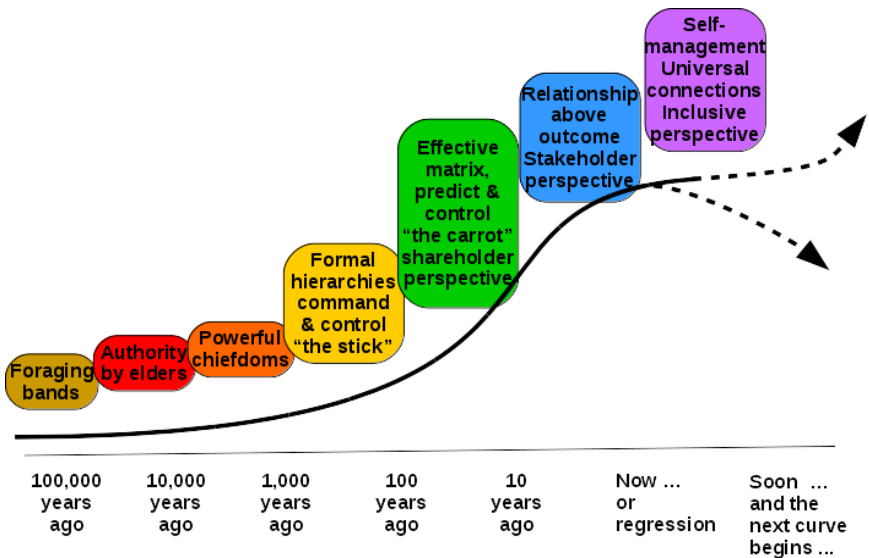 Self-
management
Universal
connections
Inclusive
perspective
Relationship
above
outcome
Stakeholder
perspective
Effective
matrix,
predict &
control
“the carrot”
shareholder
perspective
Formal
hierarchies
command
& control
“the stick”
Powerful
chiefdoms
Authority
by elders
Foraging
bands
100,000
years
ago
10,000
years
ago
1,000
years
ago
100
years
ago
10
years
ago
Now ...
or
regression
Soon ...
and the
next curve
begins ...